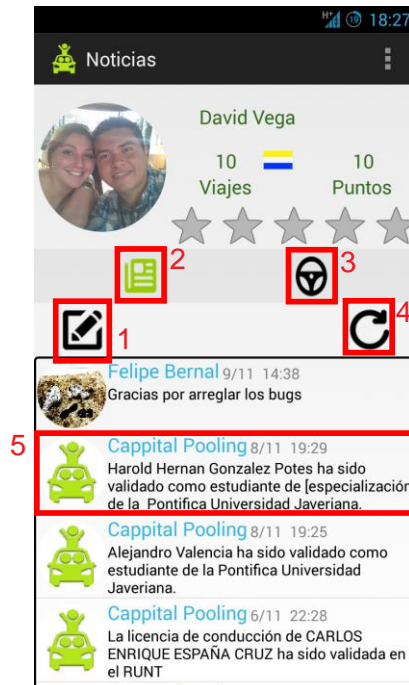 H+ 19 18:27
Noticias
David Vega
10 10
Viajes Puntos
2
3
1
4
Felipe Bernal 9/11 14:38
Gracias por arreglar los bugs
5
Cappital Pooling 8/11 19:29
Harold Hernan Gonzalez Potes ha sido
validado como estudiante de [especialización
de la Pontifica Universidad Javeriana.
Cappital Pooling 8/11 19:25
Alejandro Valencia ha sido validado como
estudiante de la Pontifica Universidad
Javeriana.
Cappital Pooling 6/11 22:28
La licencia de conducción de CARLOS
ENRIQUE ESPAÑA CRUZ ha sido validada en
el RUNT